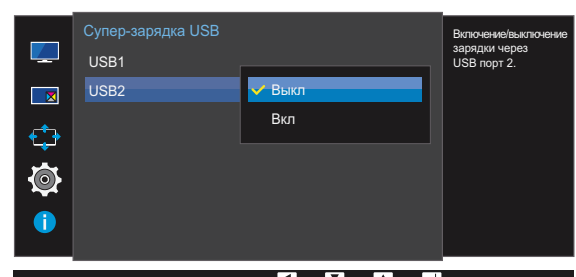 Супер-зарядка USB
USB1
USB2
Выкл
Вкл
Включение/выключение
зарядки через
USB порт 2.